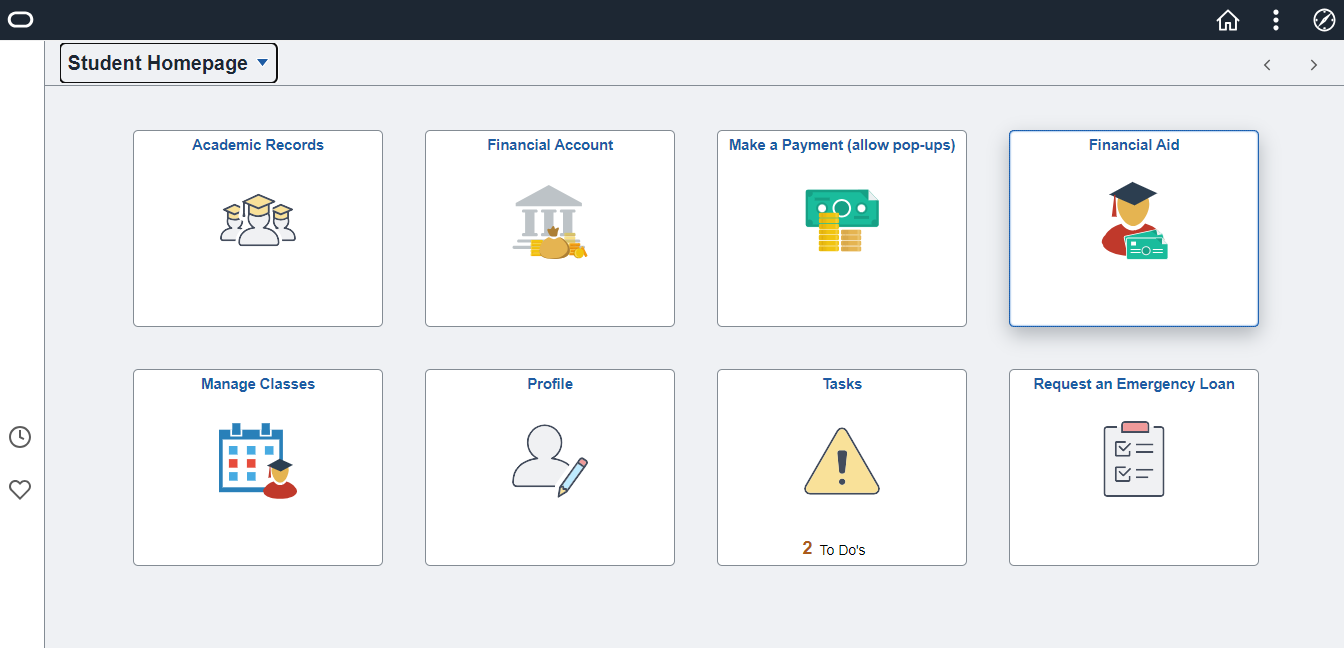 Student Homepage
Academic Records
Financial Account
Make a Payment (allow pop-ups)
Financial Aid
Manage Classes
Profile
Tasks
Request an Emergency Loan
2 To Do's